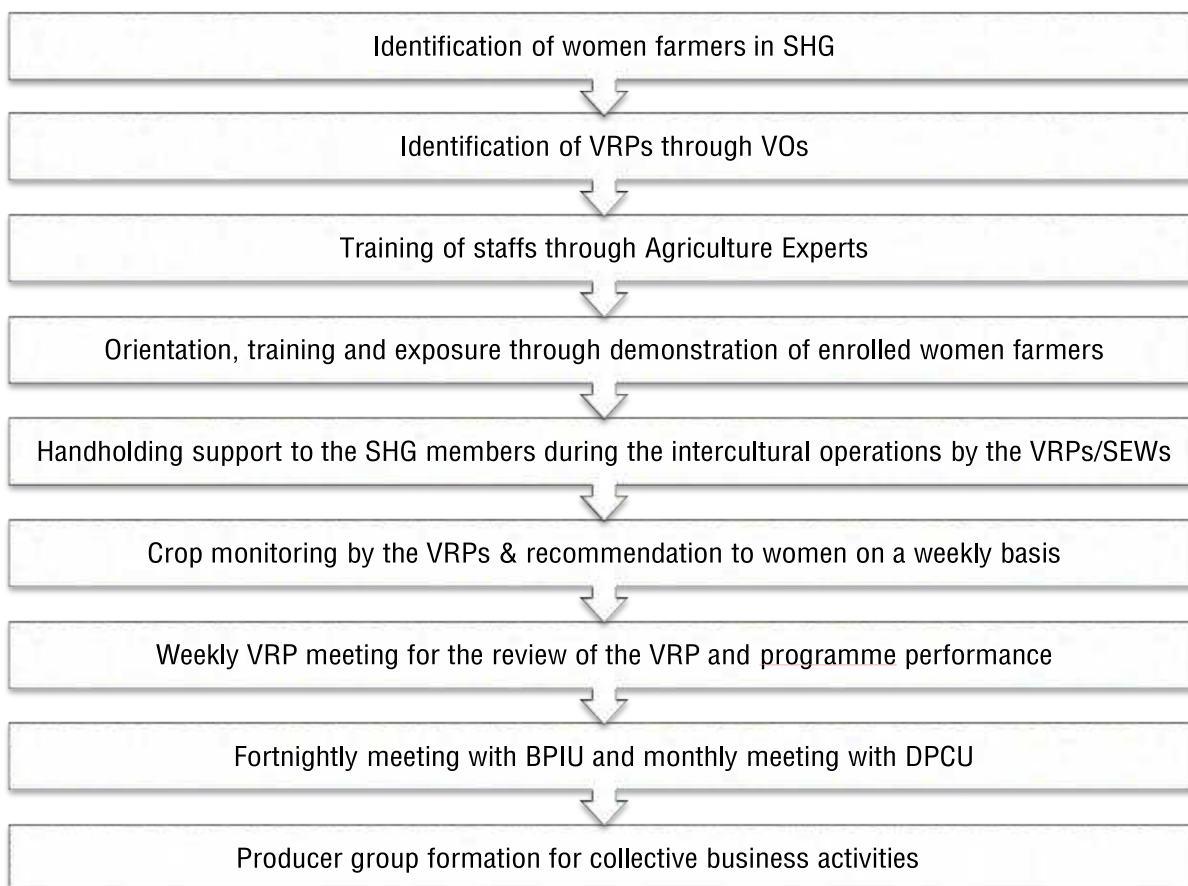 Identification of women farmers in SHG
Identification of VRPs through VOs
Training of staffs through Agriculture Experts
Orientation, training and exposure through demonstration of enrolled women farmers
Handholding support to the SHG members during the intercultural operations by the VRPs/SEWs
Crop monitoring by the VRPs & recommendation to women on a weekly basis
Weekly VRP meeting for the review of the VRP and programme performance
Fortnightly meeting with BPIU and monthly meeting with DPCU
Producer group formation for collective business activities